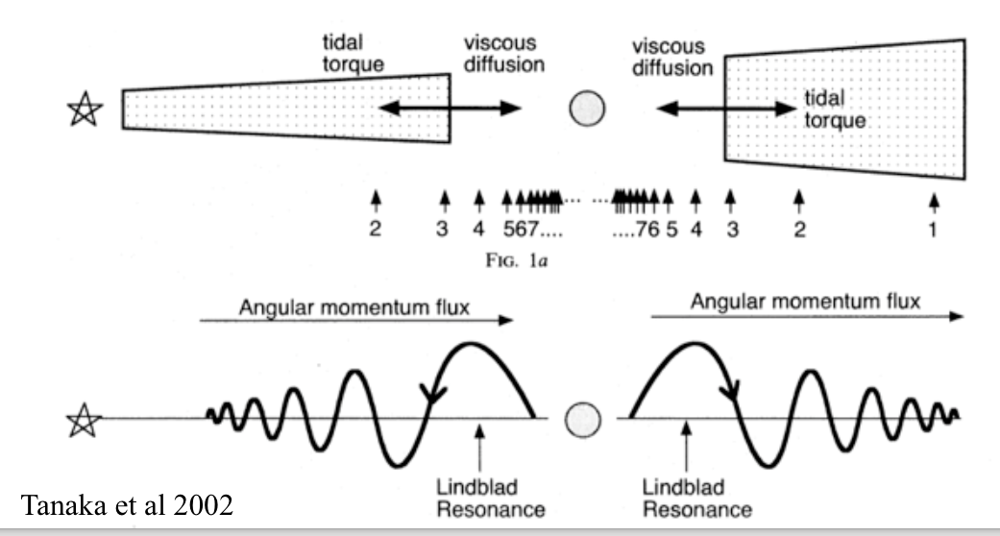 tidal
torque
viscous
diffusion
viscous
diffusion
tidal
torque
2 3 4 567.... ....76 5 4 3 2 1
FIG. 1a
Angular momentum flux
Angular momentum flux
Lindblad
Resonance
Lindblad
Resonance
Tanaka et al 2002